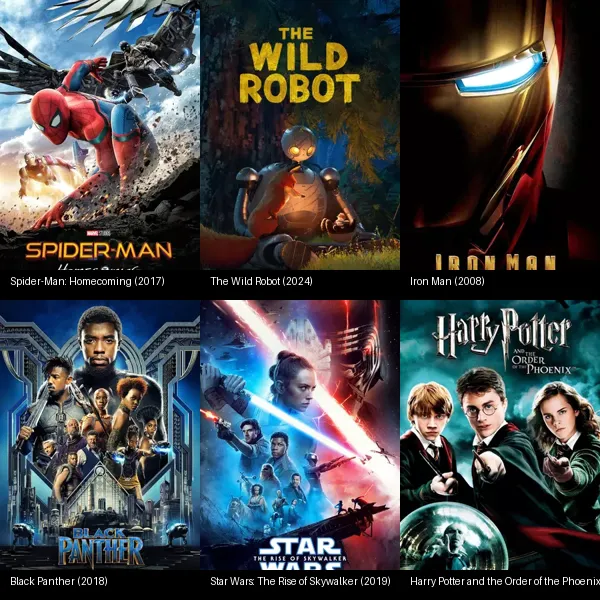 MARVEL STUDIOS
SPIDER-MAN
HOMECOMING
Spider-Man: Homecoming (2017)
THE
WILD
ROBOT
The Wild Robot (2024)
IRON MAN
Iron Man (2008)
BLACK
PANTHER
Black Panther (2018)
STAR
THE RISE OF SKYWALKER
WARS
Star Wars: The Rise of Skywalker (2019)
Harry Potter
AND THE
ORDER
OF THE
PHOENIX
Harry Potter and the Order of the Phoenix